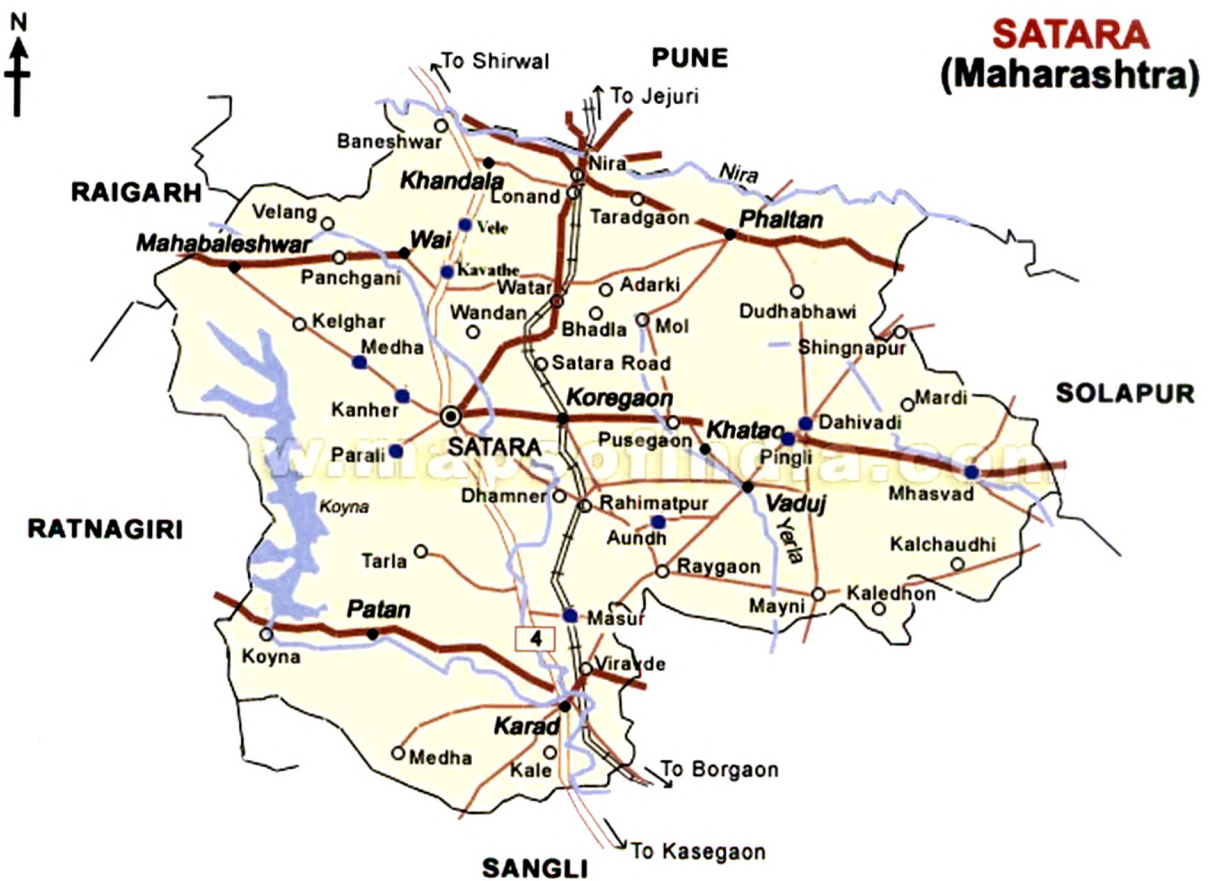 N
SATARA
(Maharashtra)
PUNE
To Shirwal
To Jejuri
Baneshwar
Khandala
Nira
Nira
Lonand
Taradgaon
RAIGARH
Velang
Vele
Phaltan
Mahabaleshwar
Wai
Panchgani
Kavathe
Watar
Adarki
Wandan
Bhadla
Mol
Dudhabhawi
Kelghar
Medha
Shingnapur
Satara Road
Kanher
Koregaon
Mardi
SOLAPUR
SATARA
Pusegaon
Khatao
Dahivadi
Parali
Pingli
w.mapsofindia.com
Mhasvad
Dhamner
Rahimatpur
Vaduj
Koyna
RATNAGIRI
Aundh
Yerla
Kalchaudhi
Tarla
Raygaon
Mayni
Kaledhon
Patan
Masur
4
Koyna
Viravde
Karad
Medha
Kale
To Borgaon
To Kasegaon
SANGLI